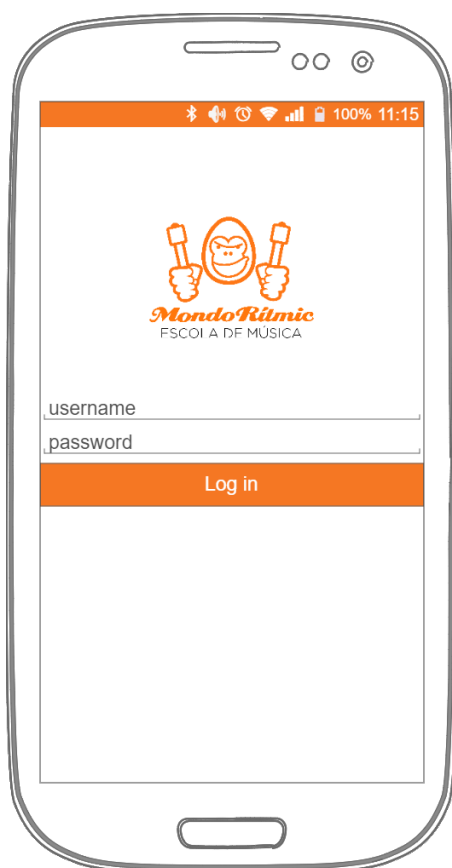 100% 11:15
MondoRítmic
ESCOLA DE MÚSICA
username
password
Log in